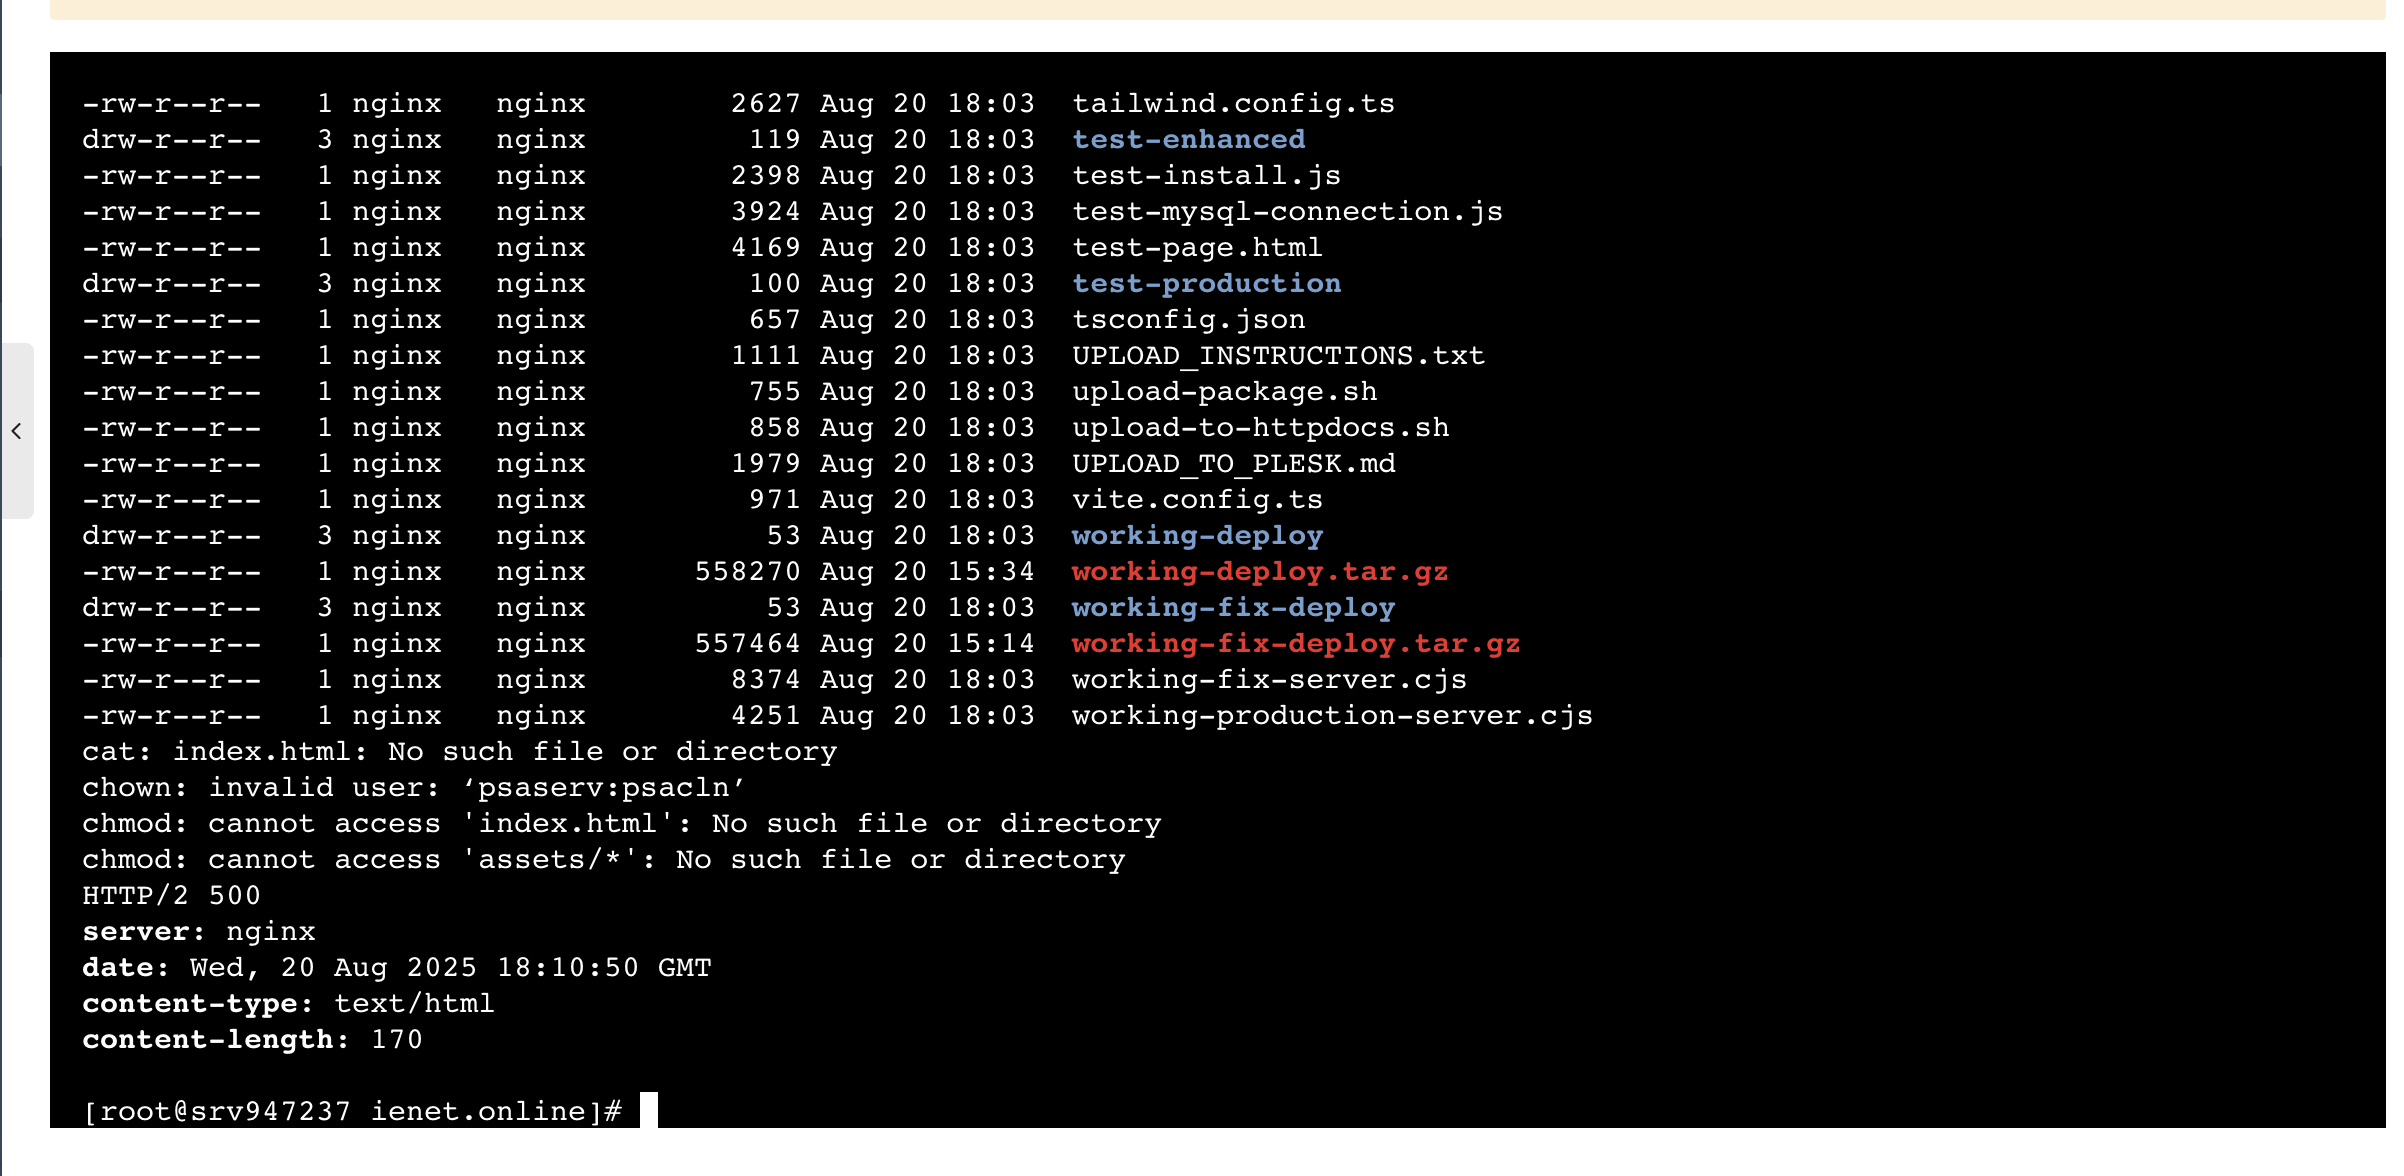 -rw-r--r-- 1 nginx nginx 2627 Aug 20 18:03 tailwind.config.ts
drw-r--r-- 3 nginx nginx 119 Aug 20 18:03 test-enhanced
-rw-r--r-- 1 nginx nginx 2398 Aug 20 18:03 test-install.js
-rw-r--r-- 1 nginx nginx 3924 Aug 20 18:03 test-mysql-connection.js
-rw-r--r-- 1 nginx nginx 4169 Aug 20 18:03 test-page.html
drw-r--r-- 3 nginx nginx 100 Aug 20 18:03 test-production
-rw-r--r-- 1 nginx nginx 657 Aug 20 18:03 tsconfig.json
-rw-r--r-- 1 nginx nginx 1111 Aug 20 18:03 UPLOAD_INSTRUCTIONS.txt
-rw-r--r-- 1 nginx nginx 755 Aug 20 18:03 upload-package.sh
-rw-r--r-- 1 nginx nginx 858 Aug 20 18:03 upload-to-httpdocs.sh
-rw-r--r-- 1 nginx nginx 1979 Aug 20 18:03 UPLOAD_TO_PLESK.md
-rw-r--r-- 1 nginx nginx 971 Aug 20 18:03 vite.config.ts
drw-r--r-- 3 nginx nginx 53 Aug 20 18:03 working-deploy
-rw-r--r-- 1 nginx nginx 558270 Aug 20 15:34 working-deploy.tar.gz
drw-r--r-- 3 nginx nginx 53 Aug 20 18:03 working-fix-deploy
-rw-r--r-- 1 nginx nginx 557464 Aug 20 15:14 working-fix-deploy.tar.gz
-rw-r--r-- 1 nginx nginx 8374 Aug 20 18:03 working-fix-server.cjs
-rw-r--r-- 1 nginx nginx 4251 Aug 20 18:03 working-production-server.cjs
cat: index.html: No such file or directory
chown: invalid user: ‘psaserv:psacln’
chmod: cannot access 'index.html': No such file or directory
chmod: cannot access 'assets/*': No such file or directory
HTTP/2 500
server: nginx
date: Wed, 20 Aug 2025 18:10:50 GMT
content-type: text/html
content-length: 170
[root@srv947237 ienet.online]#